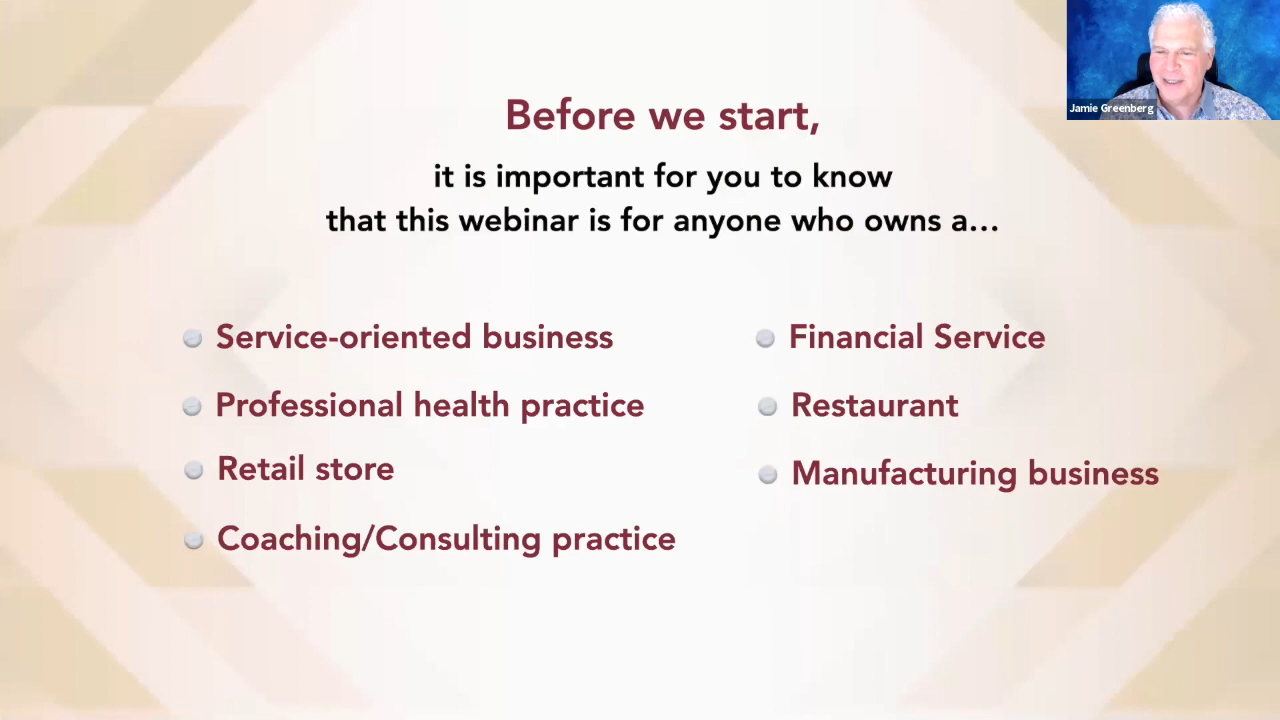 Jamie Greenberg
Before we start,
it is important for you to know
that this webinar is for anyone who owns a...
Service-oriented business
Professional health practice
Retail store
Coaching/Consulting practice
Financial Service
Restaurant
Manufacturing business